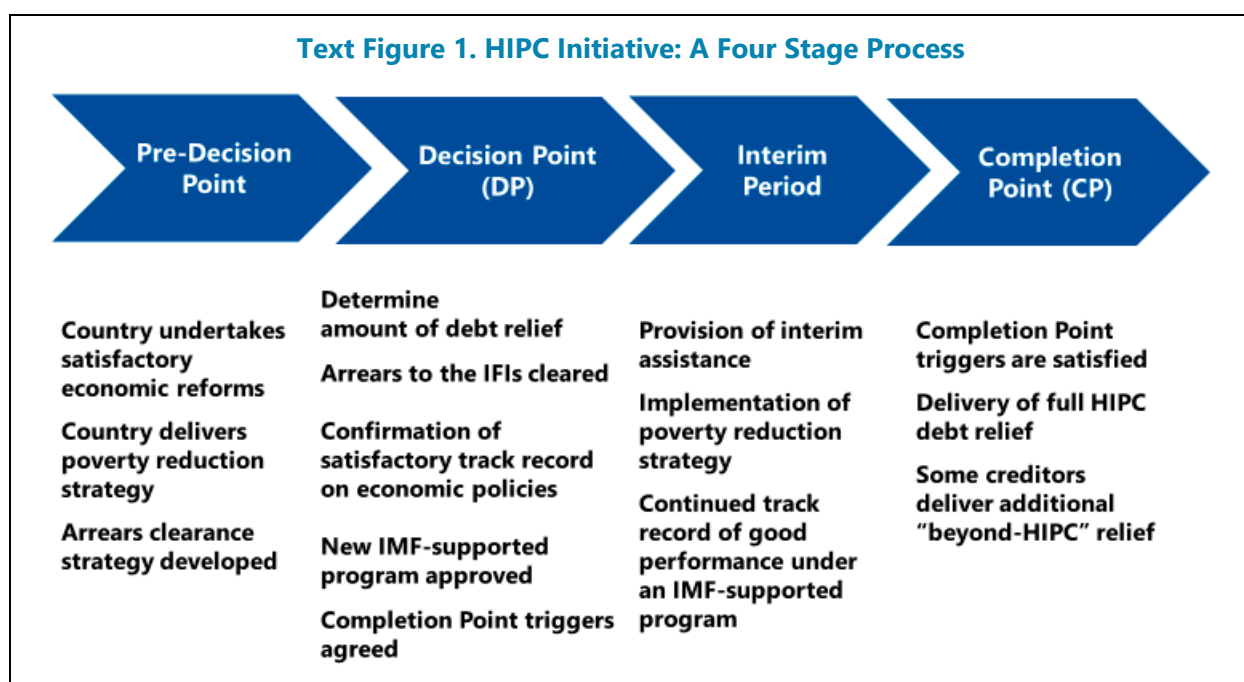 Text Figure 1. HIPC Initiative: A Four Stage Process
Pre-Decision
Point
Decision Point
(DP)
Interim
Period
Completion
Point (CP)
Country undertakes
satisfactory
economic reforms
Country delivers
poverty reduction
strategy
Arrears clearance
strategy developed
Determine
amount of debt relief
Arrears to the IFIs cleared
Confirmation of
satisfactory track record
on economic policies
New IMF-supported
program approved
Completion Point triggers
agreed
Provision of interim
assistance
Implementation of
poverty reduction
strategy
Continued track
record of good
performance under
an IMF-supported
program
Completion Point
triggers are satisfied
Delivery of full HIPC
debt relief
Some creditors
deliver additional
“beyond-HIPC” relief